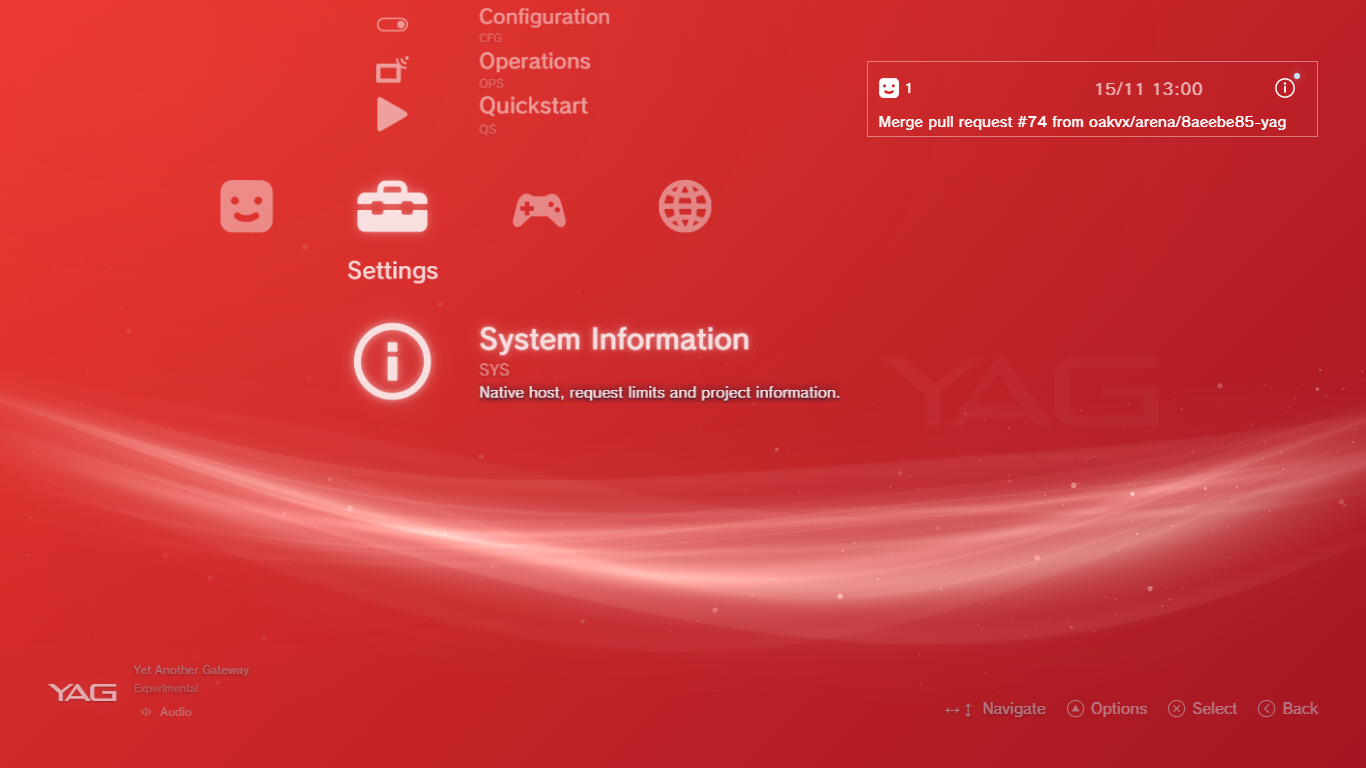 Configuration
CFG
Operations
OPS
Quickstart
QS
1
15/11 13:00
Merge pull request #74 from oakvx/arena/8aeebe85-yag
Settings
System Information
SYS
Native host, request limits and project information.
YAG
YAG
Yet Another Gateway
Experimental
Audio
Navigate
Options
Select
Back